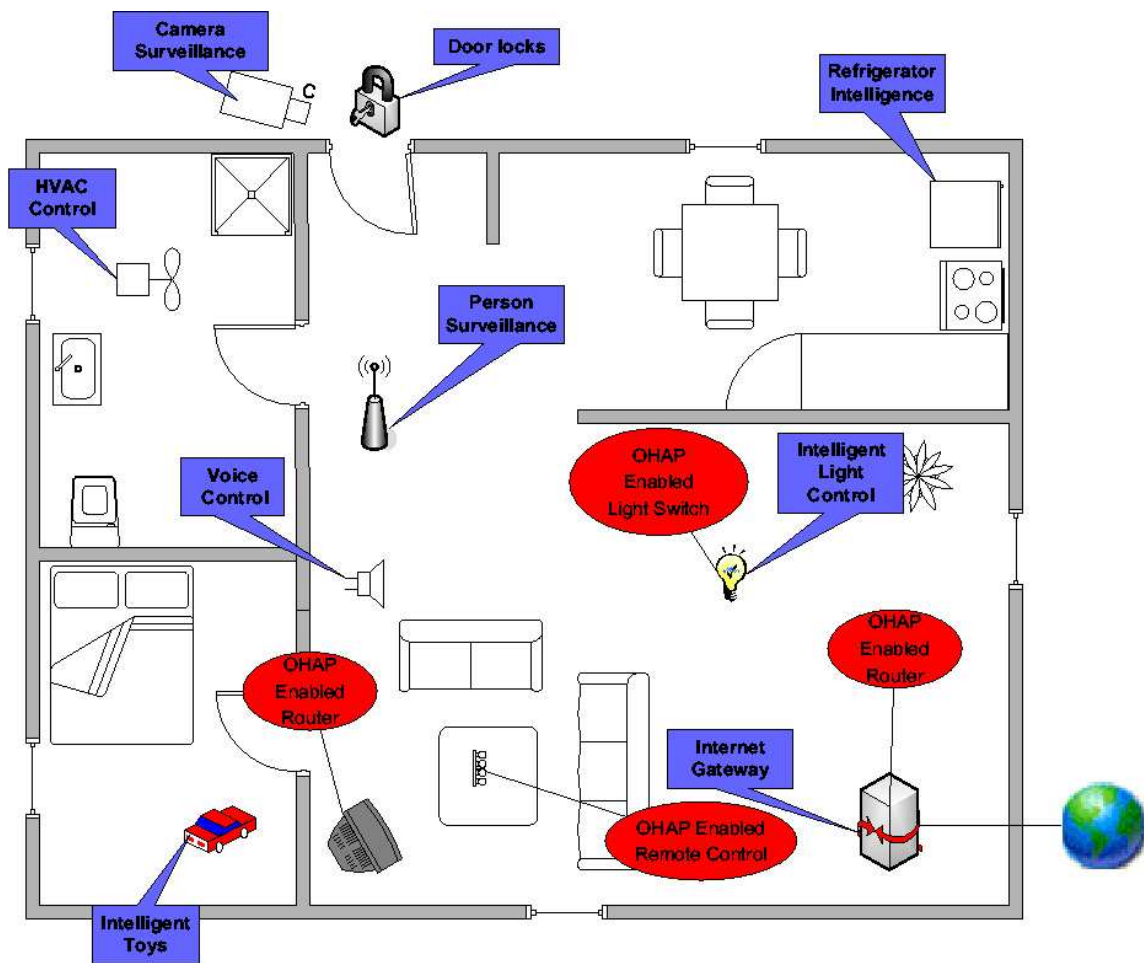 Camera
Surveillance
Door locks
Refrigerator
Intelligence
C
HVAC
Control
Person
Surveillance
OHAP
Enabled
Light Switch
Intelligent
Light
Control
Voice
Control
OHAP
Enabled
Router
OHAP
Enabled
Router
Internet
Gateway
OHAP Enabled
Remote Control
Intelligent
Toys